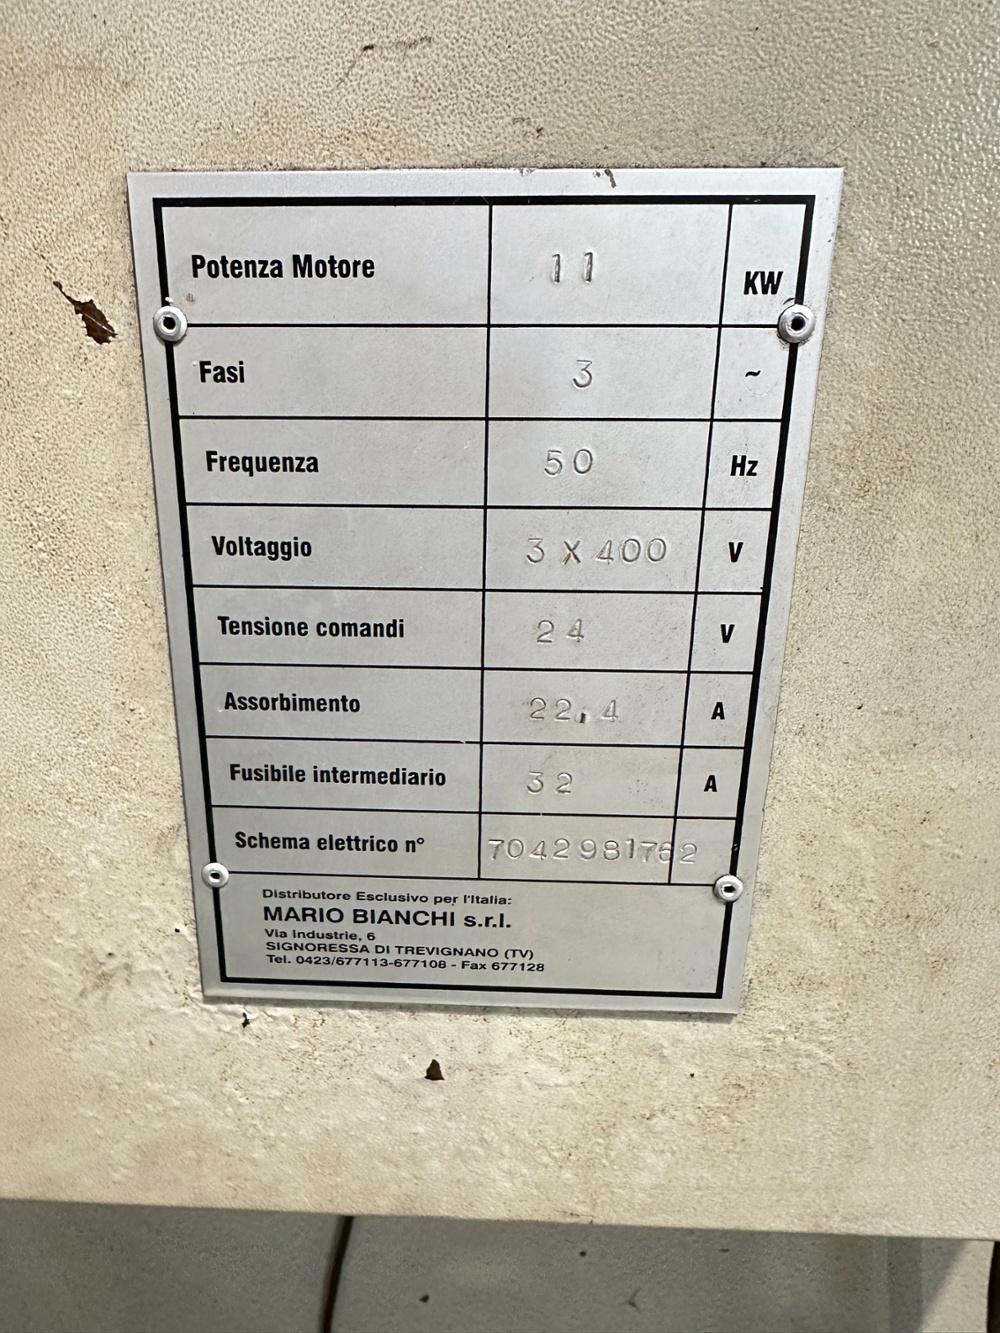 Potenza Motore 11 KW
Fasi 3 ~
Frequenza 50 Hz
Voltaggio 3 X 400 V
Tensione comandi 24 V
Assorbimento 22,4 A
Fusibile intermediario 32 A
Schema elettrico n° 7042981762
Distributore Esclusivo per l'Italia:
MARIO BIANCHI s.r.l.
Via Industrie, 6
SIGNORESSA DI TREVIGNANO (TV)
Tel. 0423/677113-677108 - Fax 677128